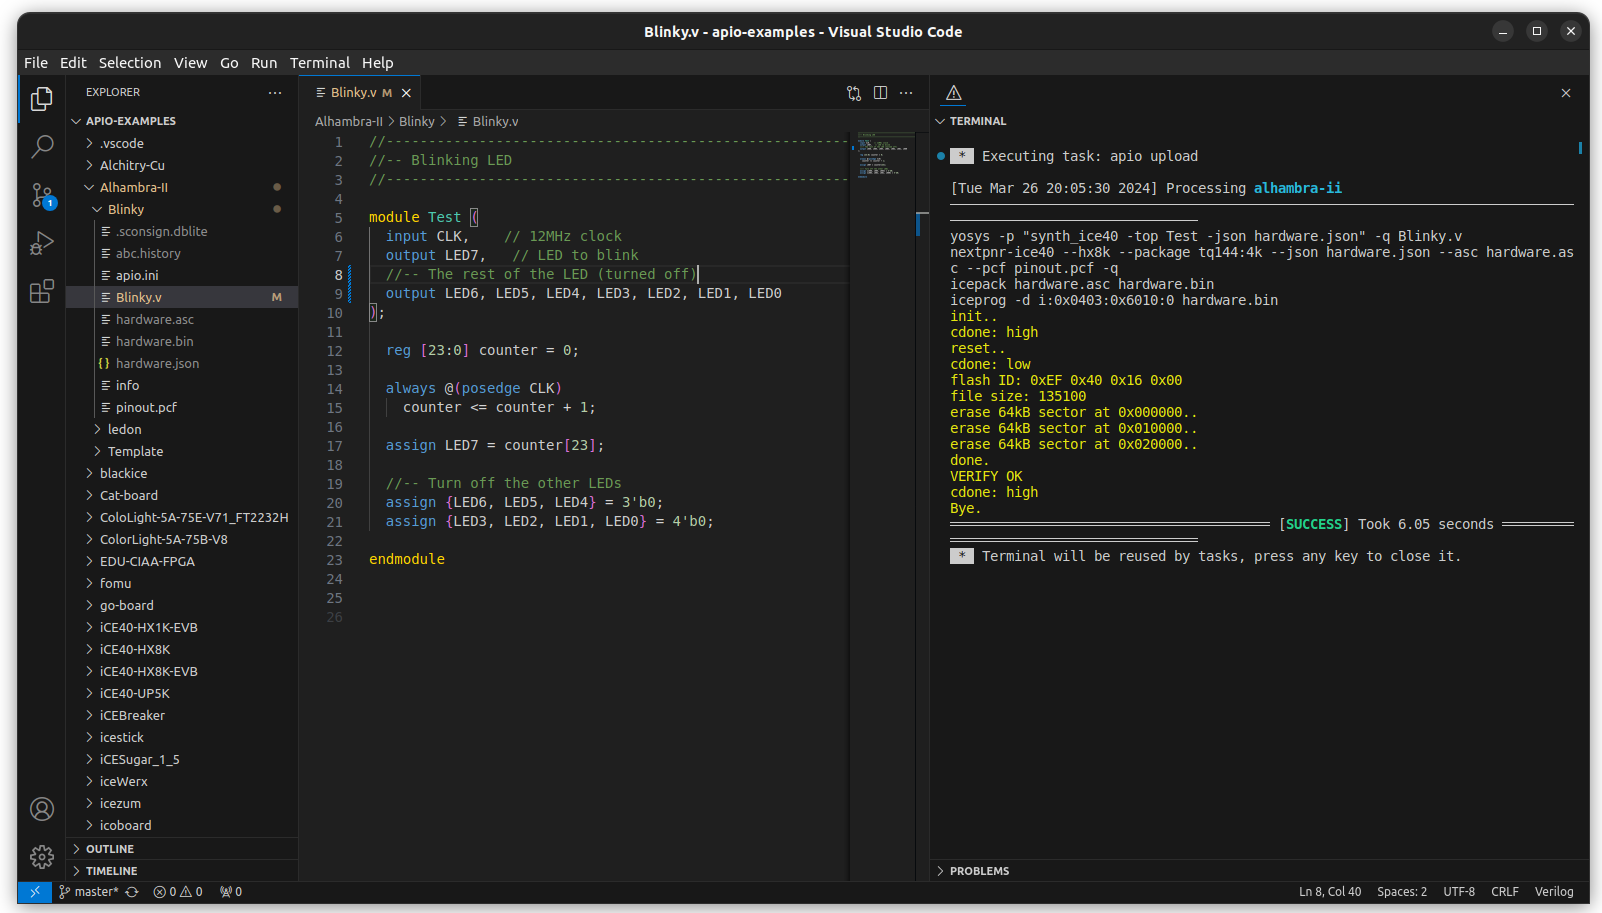 Blinky.v - apio-examples - Visual Studio Code
File Edit Selection View Go Run Terminal Help
EXPLORER
APIO-EXAMPLES
.vscode
Alchitry-Cu
Alhambra-II
Blinky
.sconsign.dblite
abc.history
apio.ini
Blinky.v M
hardware.asc
hardware.bin
{} hardware.json
info
pinout.pcf
ledon
Template
blackice
Cat-board
ColoLight-5A-75E-V71_FT2232H
ColorLight-5A-75B-V8
EDU-CIAA-FPGA
fomu
go-board
iCE40-HX1K-EVB
iCE40-HX8K
iCE40-HX8K-EVB
iCE40-UP5K
iCEBreaker
icestick
iCESugar_1_5
iceWerx
icezum
icoboard
OUTLINE
TIMELINE
1
Blinky.v M
Alhambra-II > Blinky > Blinky.v
1 //------------------------------------------------------
2 //-- Blinking LED
3 //------------------------------------------------------
4
5 module Test (
6 input CLK, // 12MHz clock
7 output LED7, // LED to blink
8 //-- The rest of the LED (turned off)
9 output LED6, LED5, LED4, LED3, LED2, LED1, LED0
10 );
11
12 reg [23:0] counter = 0;
13
14 always @(posedge CLK)
15 counter <= counter + 1;
16
17 assign LED7 = counter[23];
18
19 //-- Turn off the other LEDs
20 assign {LED6, LED5, LED4} = 3'b0;
21 assign {LED3, LED2, LED1, LED0} = 4'b0;
22
23 endmodule
24
25
26
TERMINAL
* Executing task: apio upload
[Tue Mar 26 20:05:30 2024] Processing alhambra-ii
yosys -p "synth_ice40 -top Test -json hardware.json" -q Blinky.v
nextpnr-ice40 --hx8k --package tq144:4k --json hardware.json --asc hardware.as
c --pcf pinout.pcf -q
icepack hardware.asc hardware.bin
iceprog -d i:0x0403:0x6010:0 hardware.bin
init..
cdone: high
reset..
cdone: low
flash ID: 0xEF 0x40 0x16 0x00
file size: 135100
erase 64kB sector at 0x000000..
erase 64kB sector at 0x010000..
erase 64kB sector at 0x020000..
done.
VERIFY OK
cdone: high
Bye.
[SUCCESS] Took 6.05 seconds
* Terminal will be reused by tasks, press any key to close it.
PROBLEMS
master* 0 0 0 Ln 8, Col 40 Spaces: 2 UTF-8 CRLF Verilog